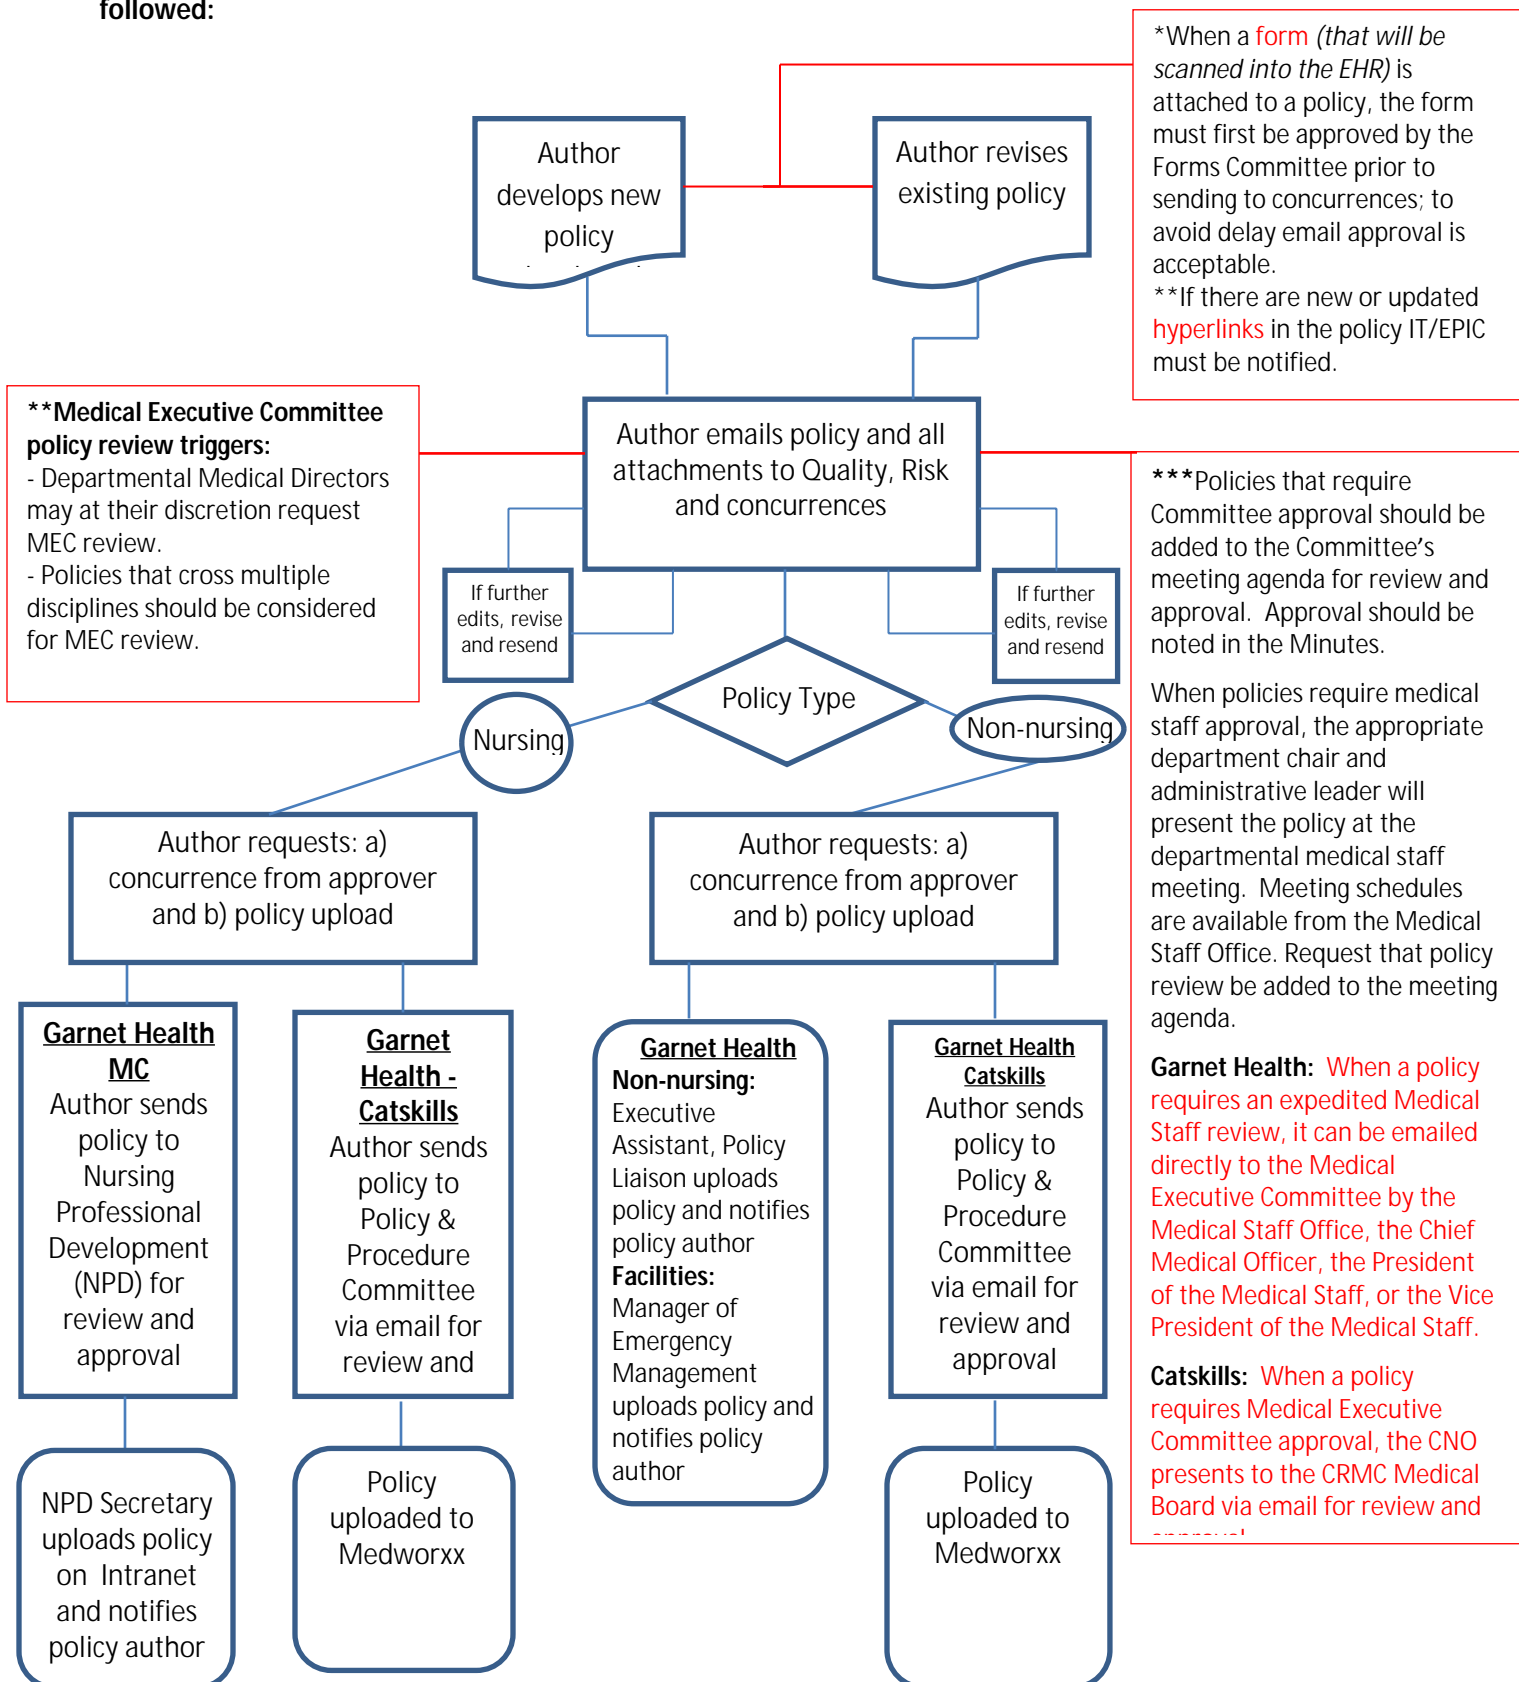 followed:
*When a form (that will be
scanned into the EHR) is
attached to a policy, the form
must first be approved by the
Forms Committee prior to
sending to concurrences; to
avoid delay email approval is
acceptable.
**If there are new or updated
hyperlinks in the policy IT/EPIC
must be notified.
Author
develops new
policy
Author revises
existing policy
**Medical Executive Committee
policy review triggers:
- Departmental Medical Directors
may at their discretion request
MEC review.
- Policies that cross multiple
disciplines should be considered
for MEC review.
Author emails policy and all
attachments to Quality, Risk
and concurrences
If further
edits, revise
and resend
If further
edits, revise
and resend
***Policies that require
Committee approval should be
added to the Committee's
meeting agenda for review and
approval.  Approval should be
noted in the Minutes.
When policies require medical
staff approval, the appropriate
department chair and
administrative leader will
present the policy at the
departmental medical staff
meeting.  Meeting schedules
are available from the Medical
Staff Office. Request that policy
review be added to the meeting
agenda.
Garnet Health:  When a policy
requires an expedited Medical
Staff review, it can be emailed
directly to the Medical
Executive Committee by the
Medical Staff Office, the Chief
Medical Officer, the President
of the Medical Staff, or the Vice
President of the Medical Staff.
Catskills:  When a policy
requires Medical Executive
Committee approval, the CNO
presents to the CRMC Medical
Board via email for review and
Policy Type
Nursing
Non-nursing
Author requests: a)
concurrence from approver
and b) policy upload
Author requests: a)
concurrence from approver
and b) policy upload
Garnet Health
MC
Author sends
policy to
Nursing
Professional
Development
(NPD) for
review and
approval
Garnet
Health -
Catskills
Author sends
policy to
Policy &
Procedure
Committee
via email for
review and
Garnet Health
Non-nursing:
Executive
Assistant, Policy
Liaison uploads
policy and notifies
policy author
Facilities:
Manager of
Emergency
Management
uploads policy and
notifies policy
author
Garnet Health
Catskills
Author sends
policy to
Policy &
Procedure
Committee
via email for
review and
approval
NPD Secretary
uploads policy
on  Intranet
and notifies
policy author
Policy
uploaded to
Medworxx
Policy
uploaded to
Medworxx